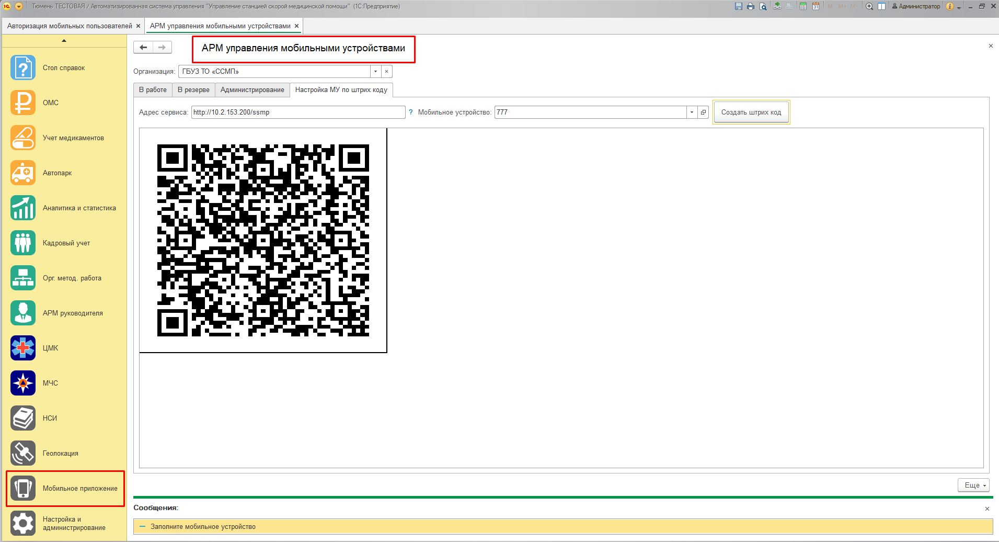 Тюмень ТЕСТОВАЯ / Автоматизированная система управления "Управление станцией скорой медицинской помощи" (1С:Предприятие)
M M+ M-
Администратор
Авторизация мобильных пользователей
АРМ управления мобильными устройствами
Стол справок
ОМС
Учет медикаментов
Автопарк
Аналитика и статистика
Кадровый учет
Орг. метод. работа
АРМ руководителя
ЦМК
МЧС
НСИ
Геолокация
Мобильное приложение
Настройка и
администрирование
АРМ управления мобильными устройствами
Организация: ГБУЗ ТО «ССМП»
В работе В резерве Администрирование Настройка МУ по штрих коду
Адрес сервиса: http://10.2.153.200/ssmp ? Мобильное устройство: 777 Создать штрих код
Еще
Сообщения:
Заполните мобильное устройство